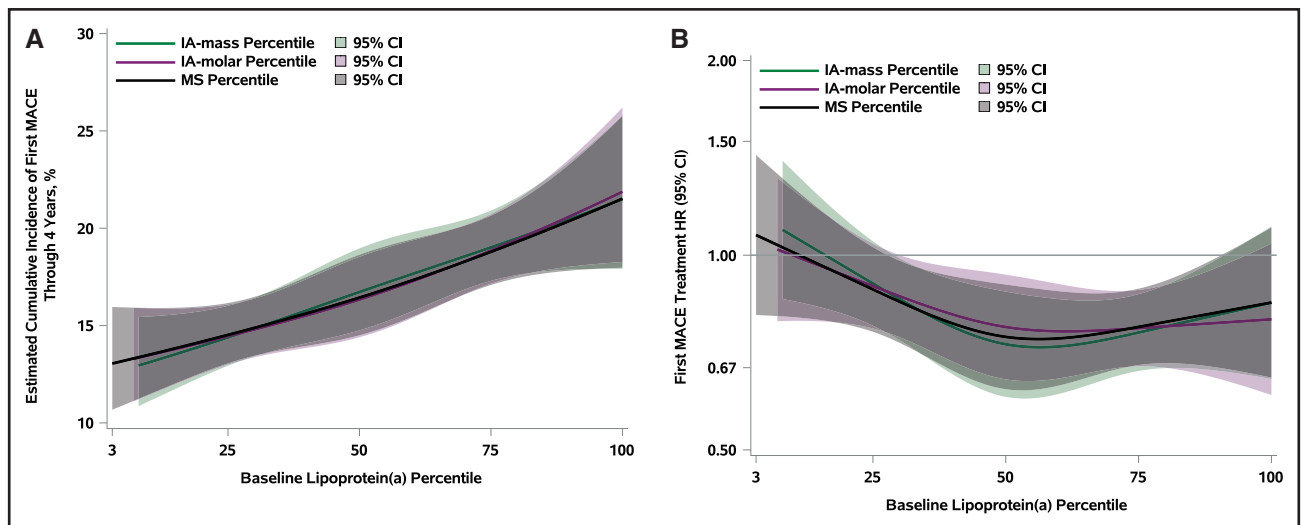 A
IA-mass Percentile 95% CI
IA-molar Percentile 95% CI
MS Percentile 95% CI
Estimated Cumulative Incidence of First MACE
Through 4 Years, %
30
25
20
15
10
3 25 50 75 100
Baseline Lipoprotein(a) Percentile
B
IA-mass Percentile 95% CI
IA-molar Percentile 95% CI
MS Percentile 95% CI
First MACE Treatment HR (95% CI)
2.00
1.50
1.00
0.67
0.50
3 25 50 75 100
Baseline Lipoprotein(a) Percentile